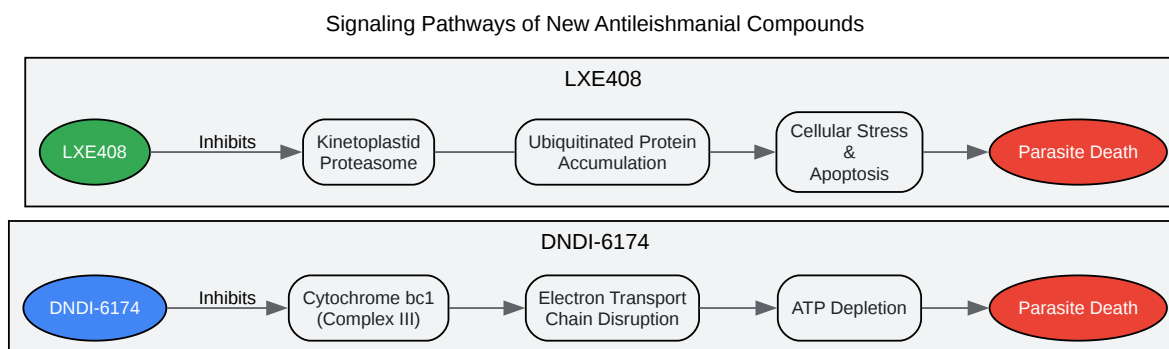 Signaling Pathways of New Antileishmanial Compounds
LXE408
LXE408
Inhibits
Kinetoplastid
Proteasome
Ubiquitinated Protein
Accumulation
Cellular Stress
&
Apoptosis
Parasite Death
DNDI-6174
DNDI-6174
Inhibits
Cytochrome bc1
(Complex III)
Electron Transport
Chain Disruption
ATP Depletion
Parasite Death